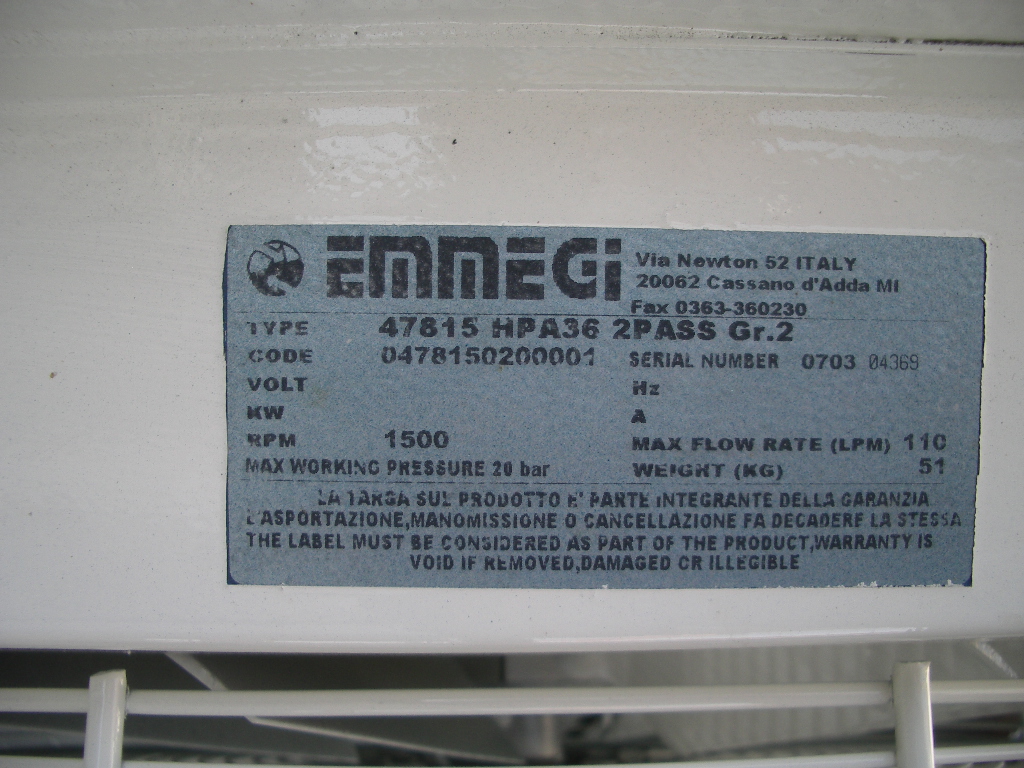 EMMEGi
Via Newton 52 ITALY
20062 Cassano d'Adda MI
Fax 0363-360230
TYPE 47815 HPA36 2PASS Gr.2
CODE 0478150200001 SERIAL NUMBER 0703 04369
VOLT Hz
KW A
RPM 1500 MAX FLOW RATE (LPM) 110
MAX WORKING PRESSURE 20 bar WEIGHT (KG) 51
LA TARGA SUL PRODOTTO E' PARTE INTEGRANTE DELLA GARANZIA
L'ASPORTAZIONE,MANOMISSIONE O CANCELLAZIONE FA DECADERE LA STESSA
THE LABEL MUST BE CONSIDERED AS PART OF THE PRODUCT,WARRANTY IS
VOID IF REMOVED,DAMAGED OR ILLEGIBLE